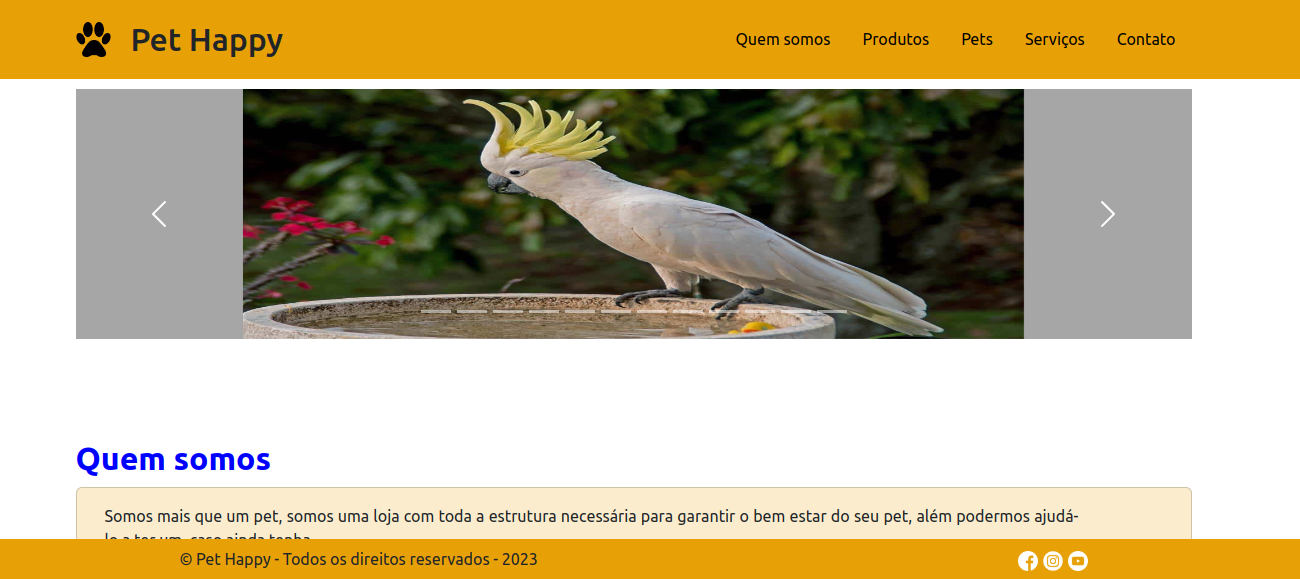 Pet Happy
Quem somos Produtos Pets Serviços Contato
Quem somos
Somos mais que um pet, somos uma loja com toda a estrutura necessária para garantir o bem estar do seu pet, além podermos ajudá-
lo a ter um, caso ainda tenha
© Pet Happy - Todos os direitos reservados - 2023